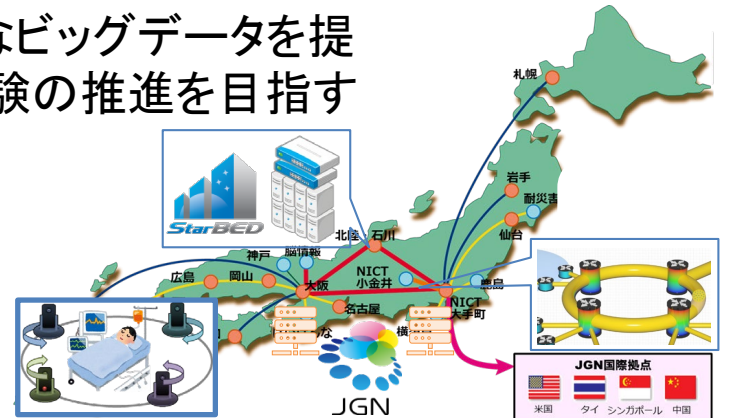 なビッグデータを提
験の推進を目指す
札幌
岩手
耐災害
仙台
StarBED
北陸 石川
神戸
脳情報
広島
岡山
大阪
NICT
小金井
鹿島
名古屋
NICT
大手町
JGN
JGN国際拠点
米国 タイ シンガポール 中国